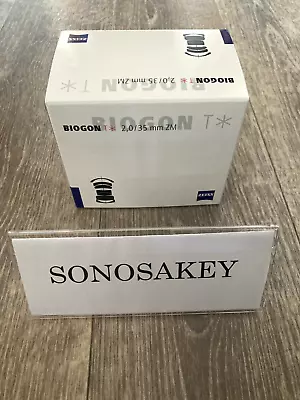 ZEISS
BIOGON T* 2,0/35 mm ZM
BIOGON T*
BIOGON T* 2,0/35 mm ZM
ZEISS
SONOSAKEY